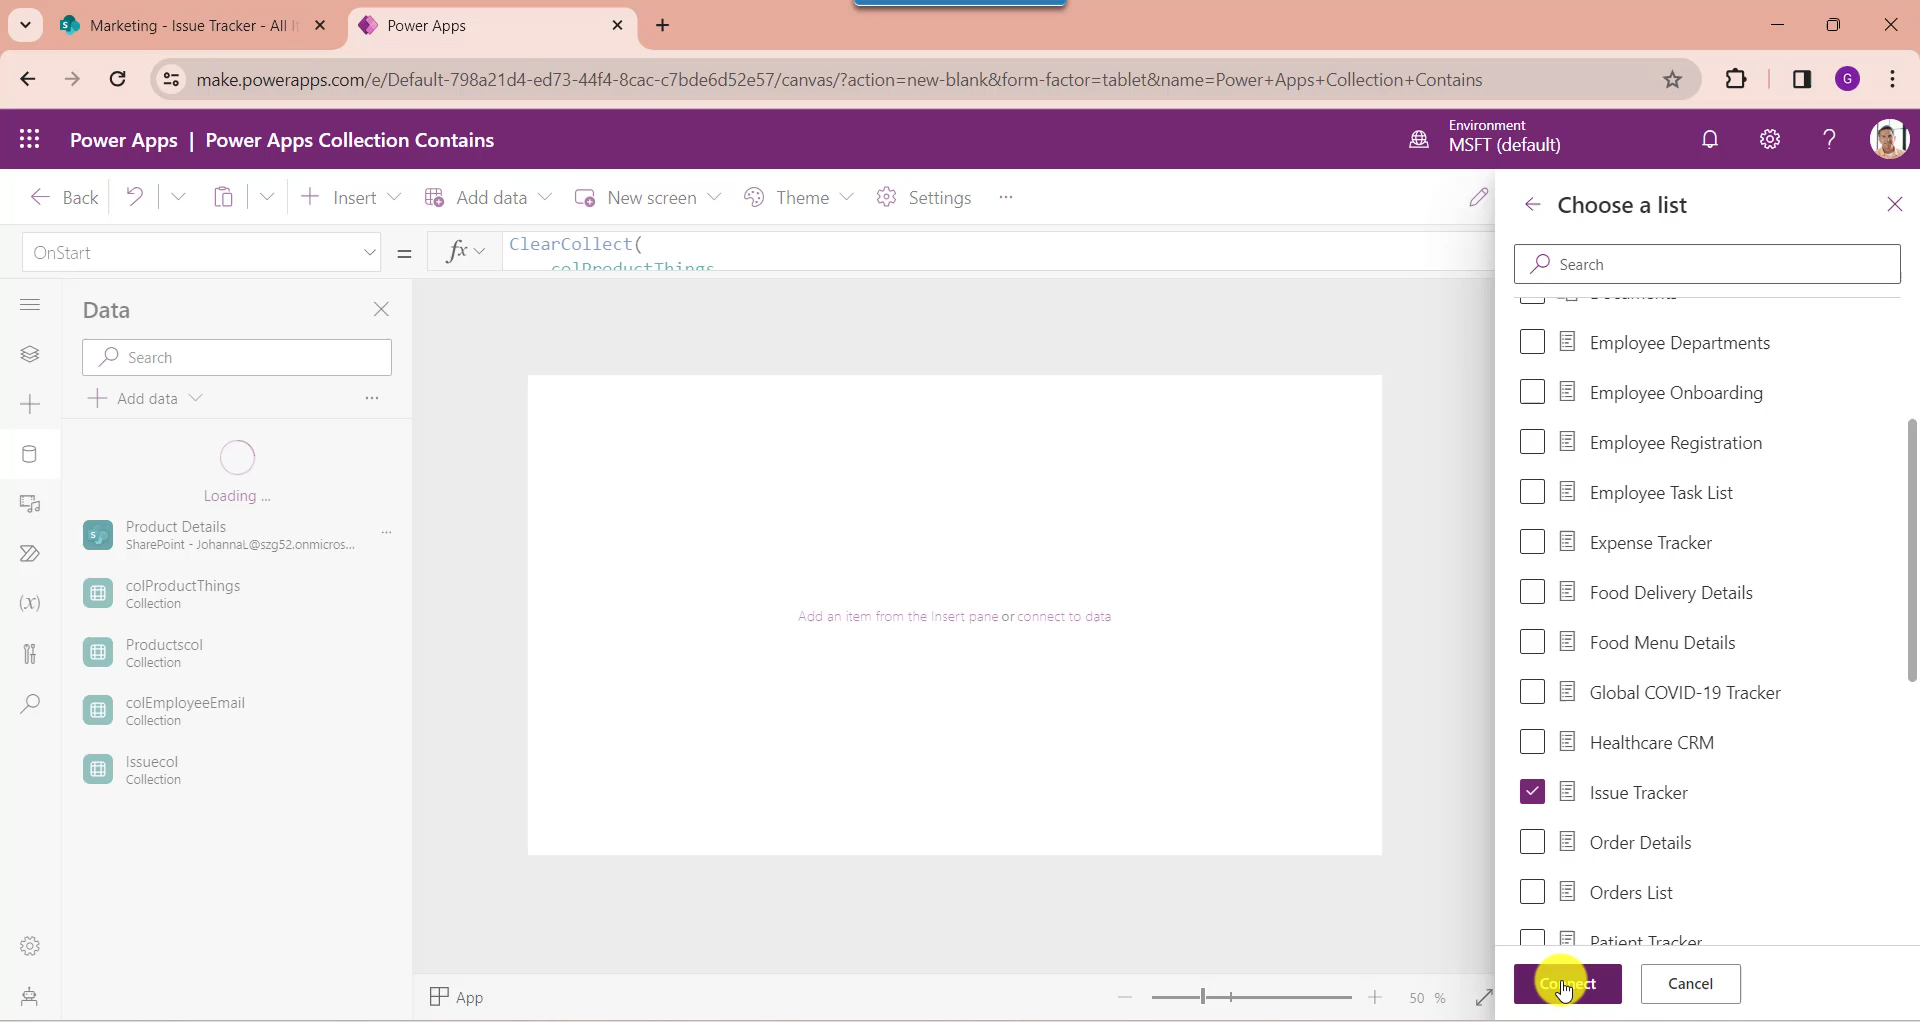 Marketing - Issue Tracker - All
Power Apps
make.powerapps.com/e/Default-798a21d4-ed73-44f4-8cac-c7bde6d52e57/canvas/?action=new-blank&form-factor=tablet&name=Power+Apps+Collection+Contains
G
Power Apps | Power Apps Collection Contains
Environment
MSFT (default)
Back
Insert
Add data
New screen
Theme
Settings
...
OnStart
=
fx
ClearCollect(
colProductThings
Data
Search
Add data
...
Loading ...
Product Details
SharePoint - JohannaL@szg52.onmicros...
...
colProductThings
Collection
Productscol
Collection
colEmployeeEmail
Collection
Issuecol
Collection
(x)
Add an item from the Insert pane or connect to data
App
50 %
Choose a list
Search
Documents
Employee Departments
Employee Onboarding
Employee Registration
Employee Task List
Expense Tracker
Food Delivery Details
Food Menu Details
Global COVID-19 Tracker
Healthcare CRM
Issue Tracker
Order Details
Orders List
Patient Tracker
Connect
Cancel